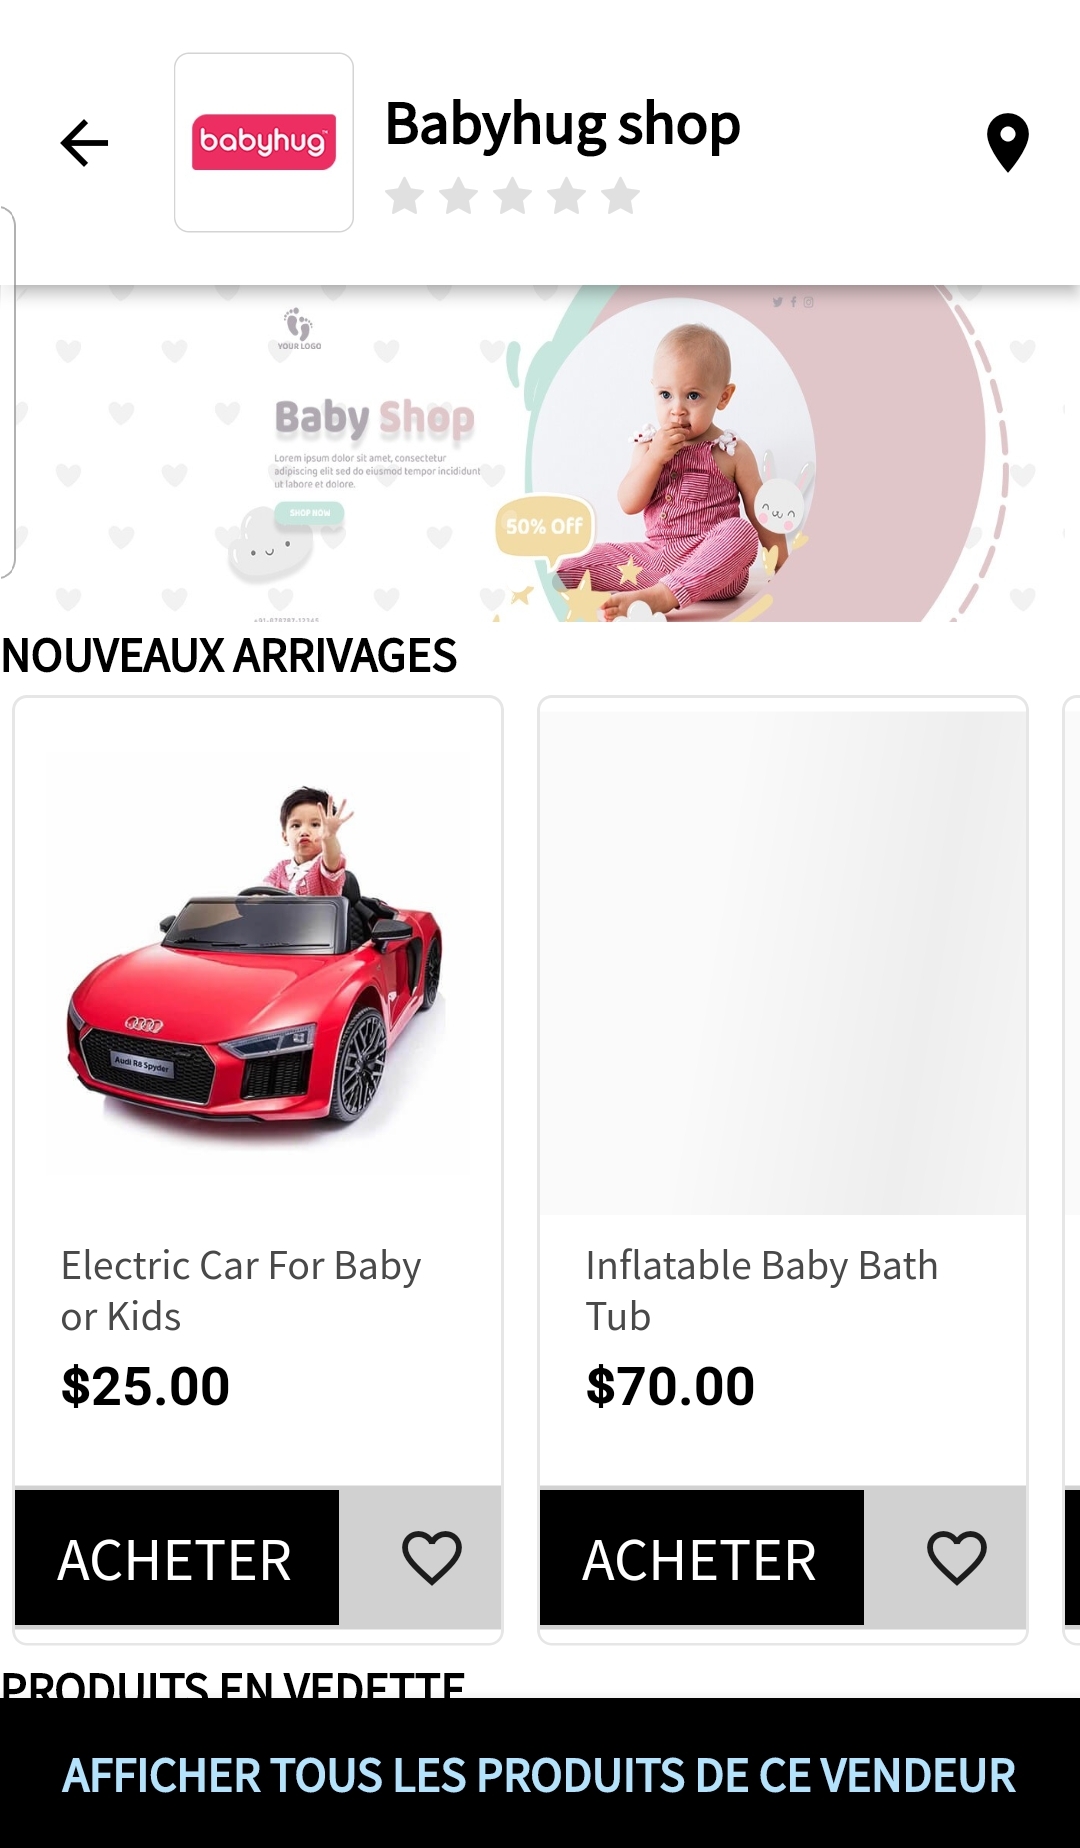 babyhug™
Babyhug shop
YOUR LOGO
Baby Shop
Lorem ipsum dolor sit amet, consectetur
adipiscing elit sed do eiusmod tempor incididunt
ut labore et dolore.
SHOP NOW
50% Off
NOUVEAUX ARRIVAGES
Audi R8 Spyder
Electric Car For Baby
or Kids
$25.00
Inflatable Baby Bath
Tub
$70.00
ACHETER
ACHETER
PRODUITS EN VEDETTE
AFFICHER TOUS LES PRODUITS DE CE VENDEUR